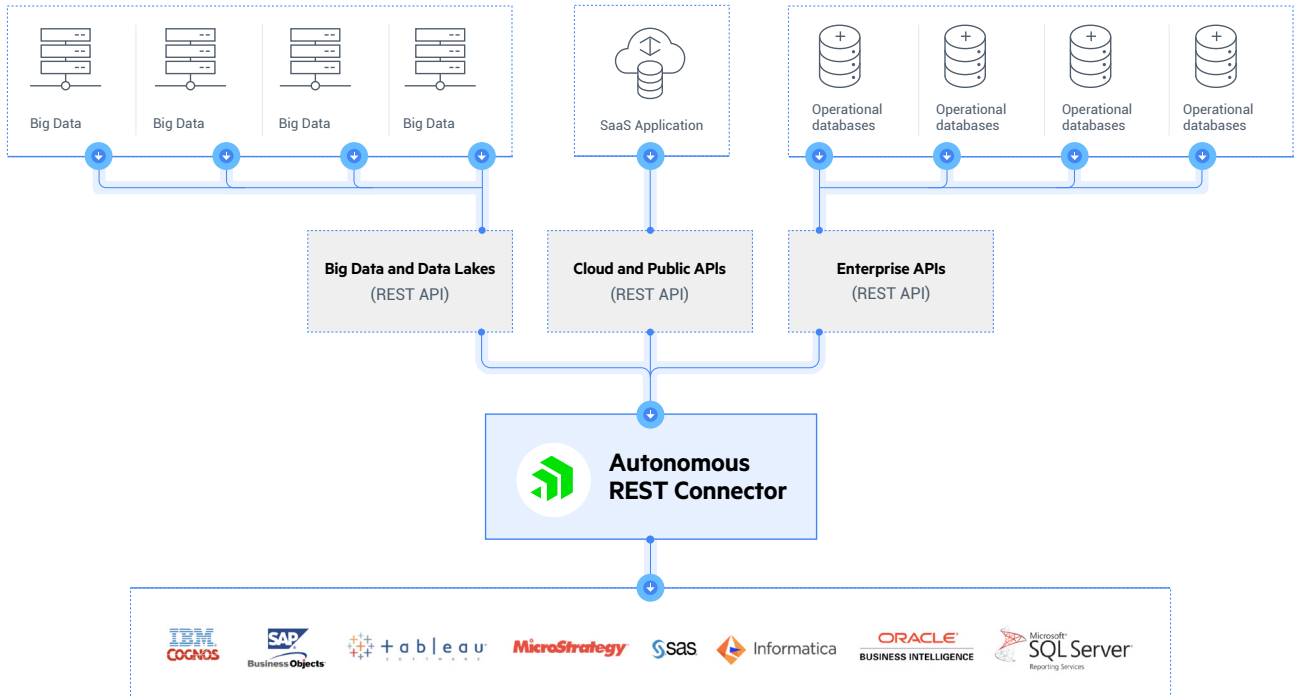 Big Data
Big Data
Big Data
Big Data
SaaS Application
Operational
databases
Operational
databases
Operational
databases
Operational
databases
Big Data and Data Lakes
(REST API)
Cloud and Public APIs
(REST API)
Enterprise APIs
(REST API)
Autonomous
REST Connector
IBM
COGNOS
SAP
Business Objects
tableau
SOFTWARE
MicroStrategy
sas
Informatica
ORACLE
BUSINESS INTELLIGENCE
Microsoft
SQL Server
Reporting Services